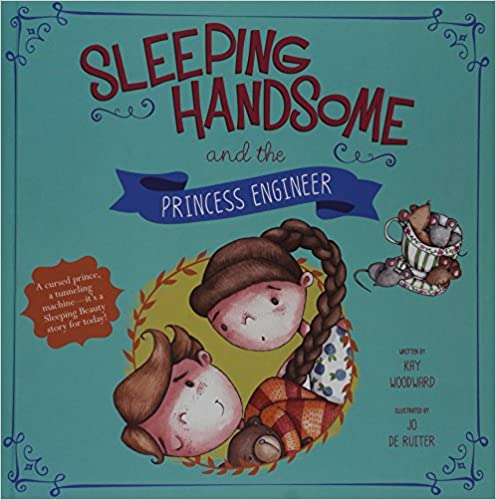 SLEEPING
HANDSOME
and the
PRINCESS ENGINEER
A cursed prince,
a tunneling
machine—it's a
Sleeping Beauty
story for today!
WRITTEN BY
KAY
WOODWARD
ILLUSTRATED BY
JO
DE RUITER